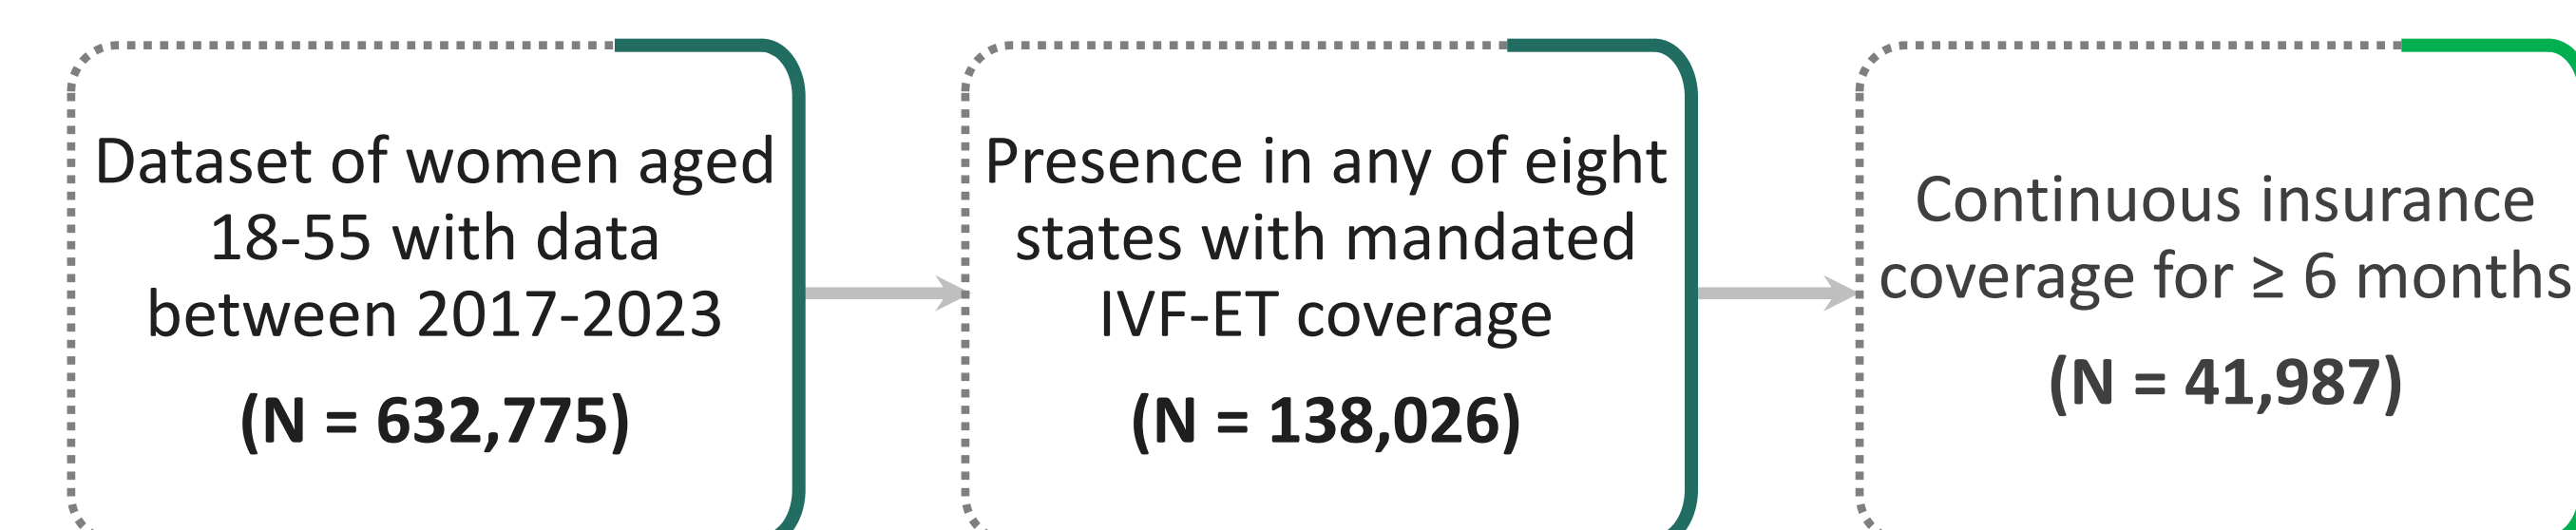 Dataset of women aged
18-55 with data
between 2017-2023
(N = 632,775)
Presence in any of eight
states with mandated
IVF-ET coverage
(N = 138,026)
Continuous insurance
coverage for ≥ 6 months
(N = 41,987)